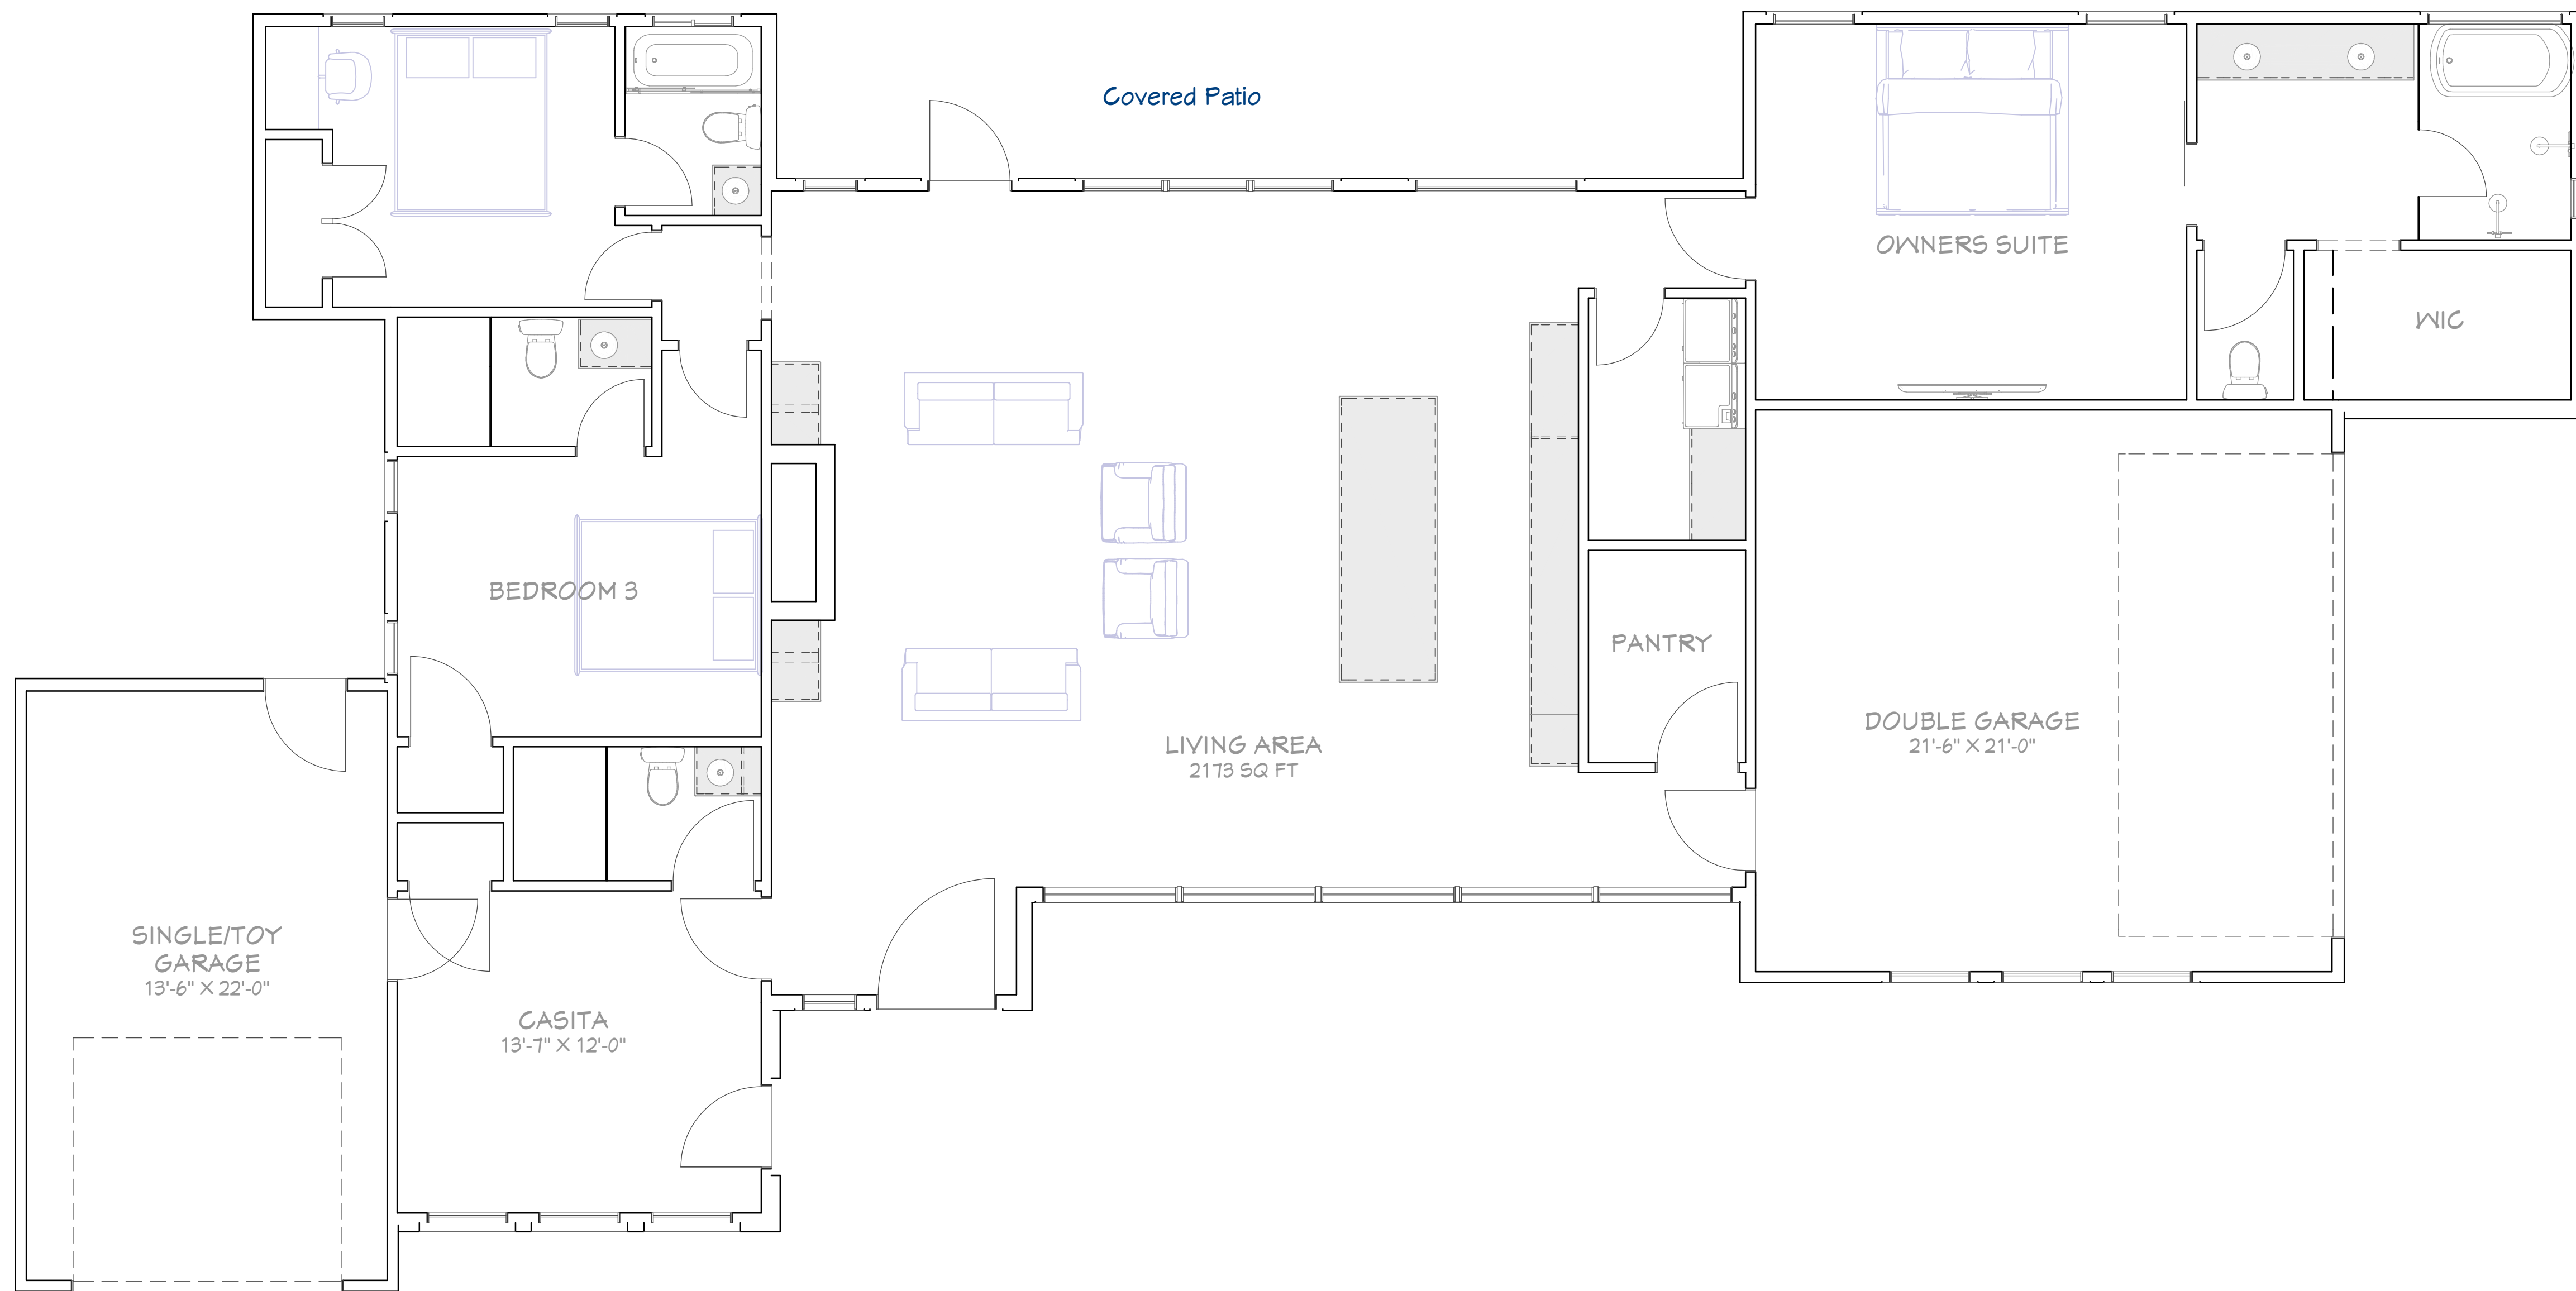 Covered Patio
OWNERS SUITE
WIC
BEDROOM 3
PANTRY
LIVING AREA
2173 SQ FT
DOUBLE GARAGE
21'-6" X 21'-0"
SINGLE/TOY
GARAGE
13'-6" X 22'-0"
CASITA
13'-7" X 12'-0"